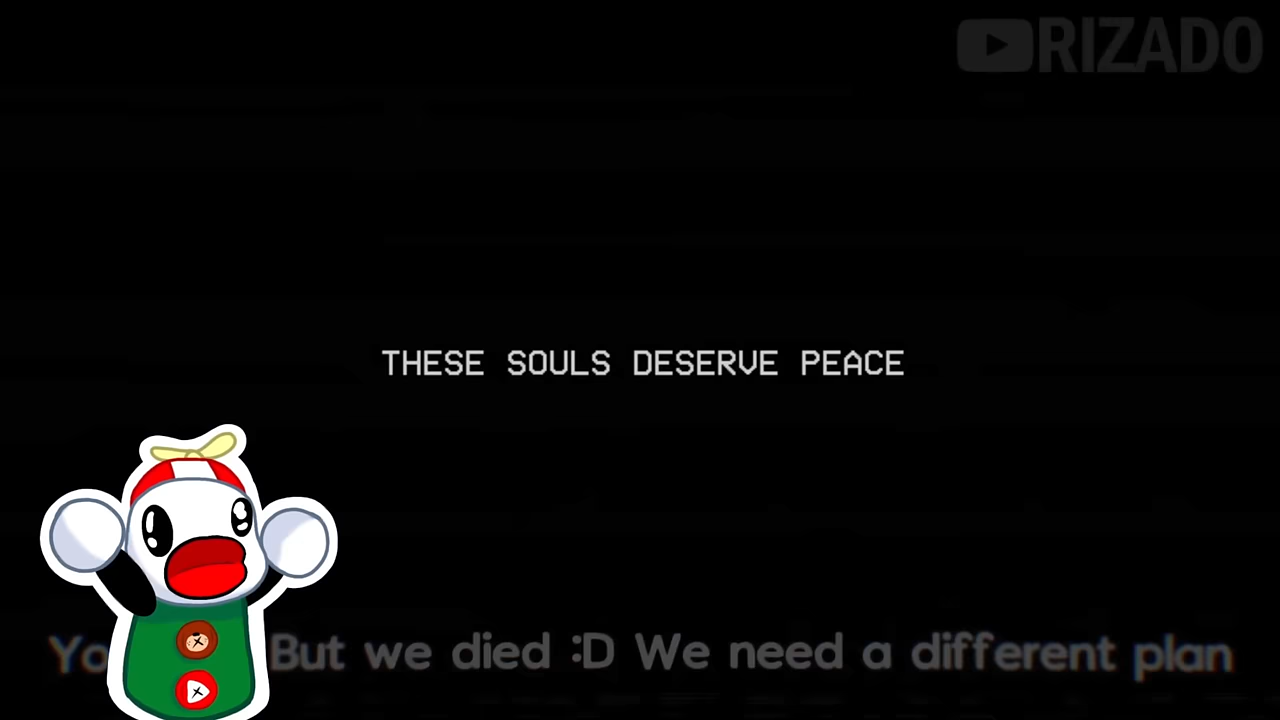 RIZADO
THESE SOULS DESERVE PEACE
But we died :D We need a different plan